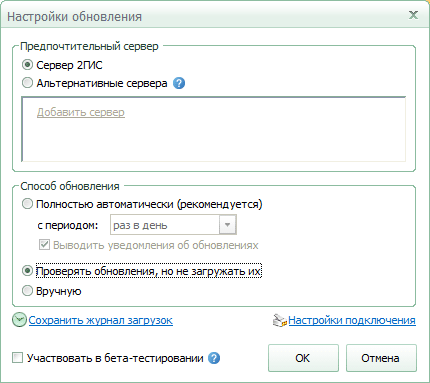 Настройки обновления
Предпочтительный сервер
Сервер 2ГИС
Альтернативные сервера ?
Добавить сервер
Способ обновления
Полностью автоматически (рекомендуется)
с периодом: раз в день
Выводить уведомления об обновлениях
Проверять обновления, но не загружать их
Вручную
Сохранить журнал загрузок Настройки подключения
Участвовать в бета-тестировании ? ОК Отмена